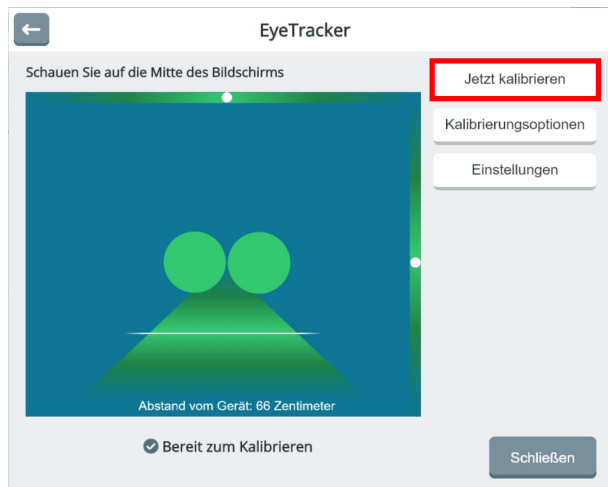 EyeTracker
Schauen Sie auf die Mitte des Bildschirms
Jetzt kalibrieren
Kalibrierungsoptionen
Einstellungen
Abstand vom Gerät: 66 Zentimeter
Bereit zum Kalibrieren
Schließen